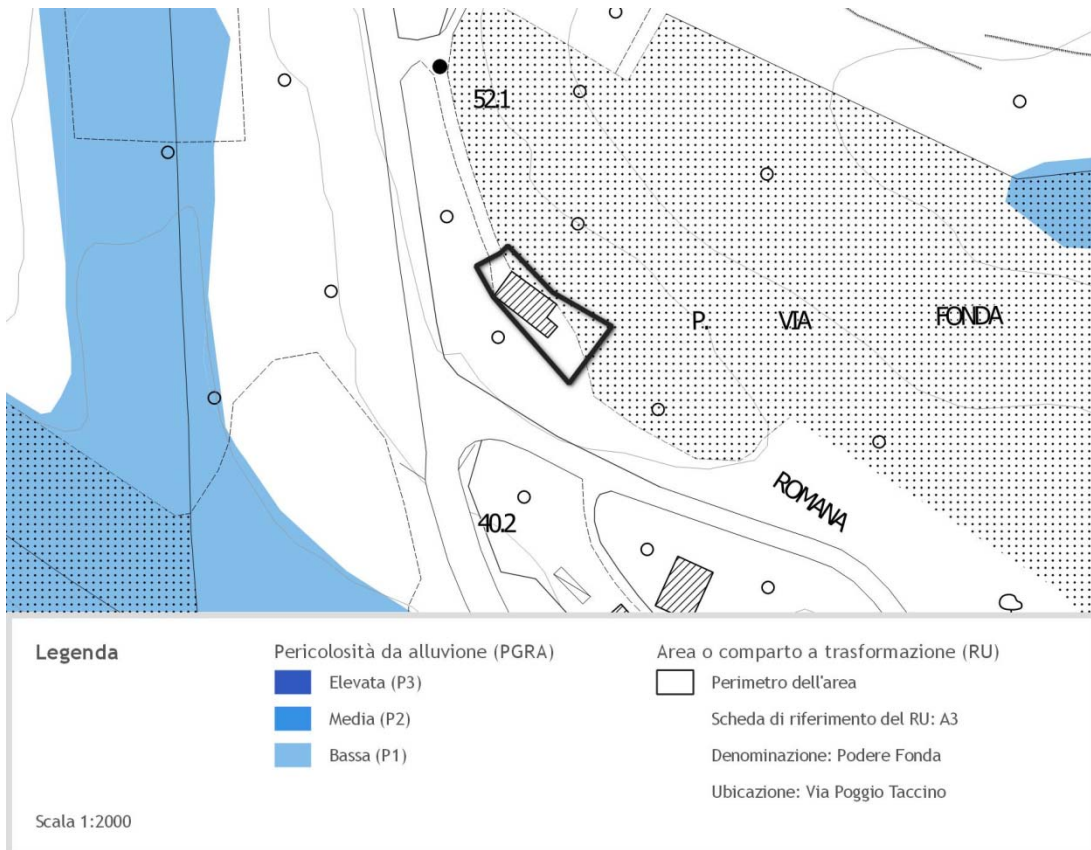 52.1
P. VIA FONDA
ROMANA
40.2
Legenda
Pericolosità da alluvione (PGRA)
Elevata (P3)
Media (P2)
Bassa (P1)
Area o comparto a trasformazione (RU)
Perimetro dell'area
Scheda di riferimento del RU: A3
Denominazione: Podere Fonda
Ubicazione: Via Poggio Taccino
Scala 1:2000